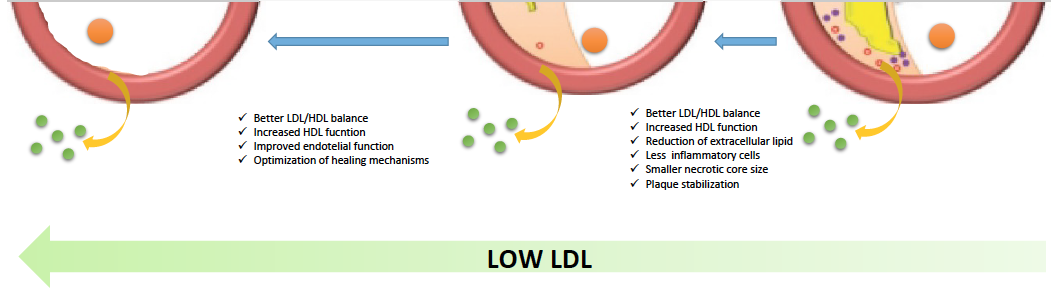 ✓ Better LDL/HDL balance
✓ Increased HDL fucntion
✓ Improved endotelial function
✓ Optimization of healing mechanisms
✓ Better LDL/HDL balance
✓ Increased HDL function
✓ Reduction of extracellular lipid
✓ Less inflammatory cells
✓ Smaller necrotic core size
✓ Plaque stabilization
LOW LDL